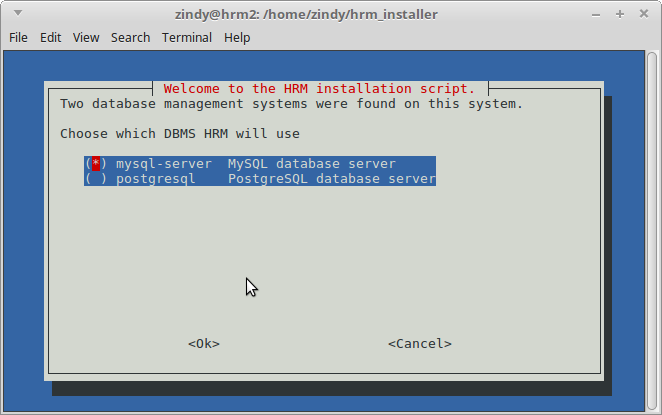 zindy@hrm2: /home/zindy/hrm_installer
File Edit View Search Terminal Help
Welcome to the HRM installation script.
Two database management systems were found on this system.
Choose which DBMS HRM will use
(*) mysql-server MySQL database server
( ) postgresql PostgreSQL database server
<Ok> <Cancel>